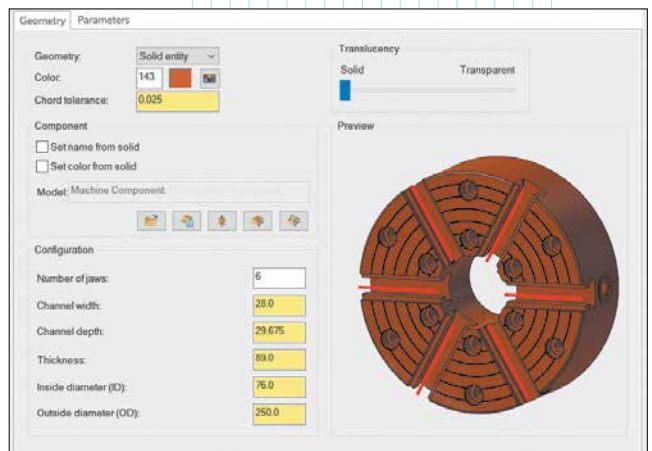 Geometry Parameters
Geometry: Solid entity
Color: 143
Chord tolerance: 0.025
Component
Set name from solid
Set color from solid
Model: Machine Component
Configuration
Number of jaws: 6
Channel width: 28.0
Channel depth: 29.675
Thickness: 89.0
Inside diameter (ID): 76.0
Outside diameter (OD): 250.0
Translucency
Solid Transparent
Preview